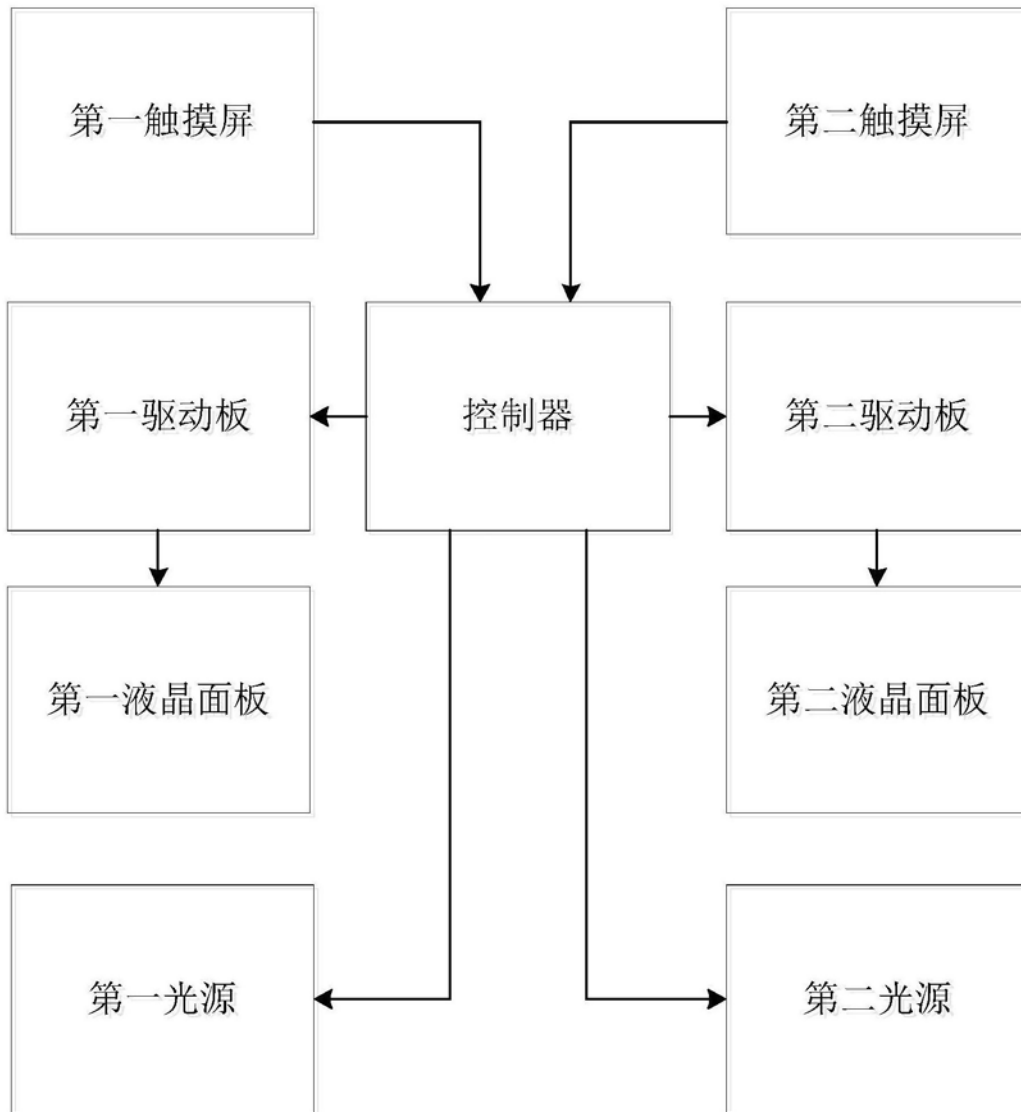 第一触摸屏
第二触摸屏
第一驱动板
控制器
第二驱动板
第一液晶面板
第二液晶面板
第一光源
第二光源